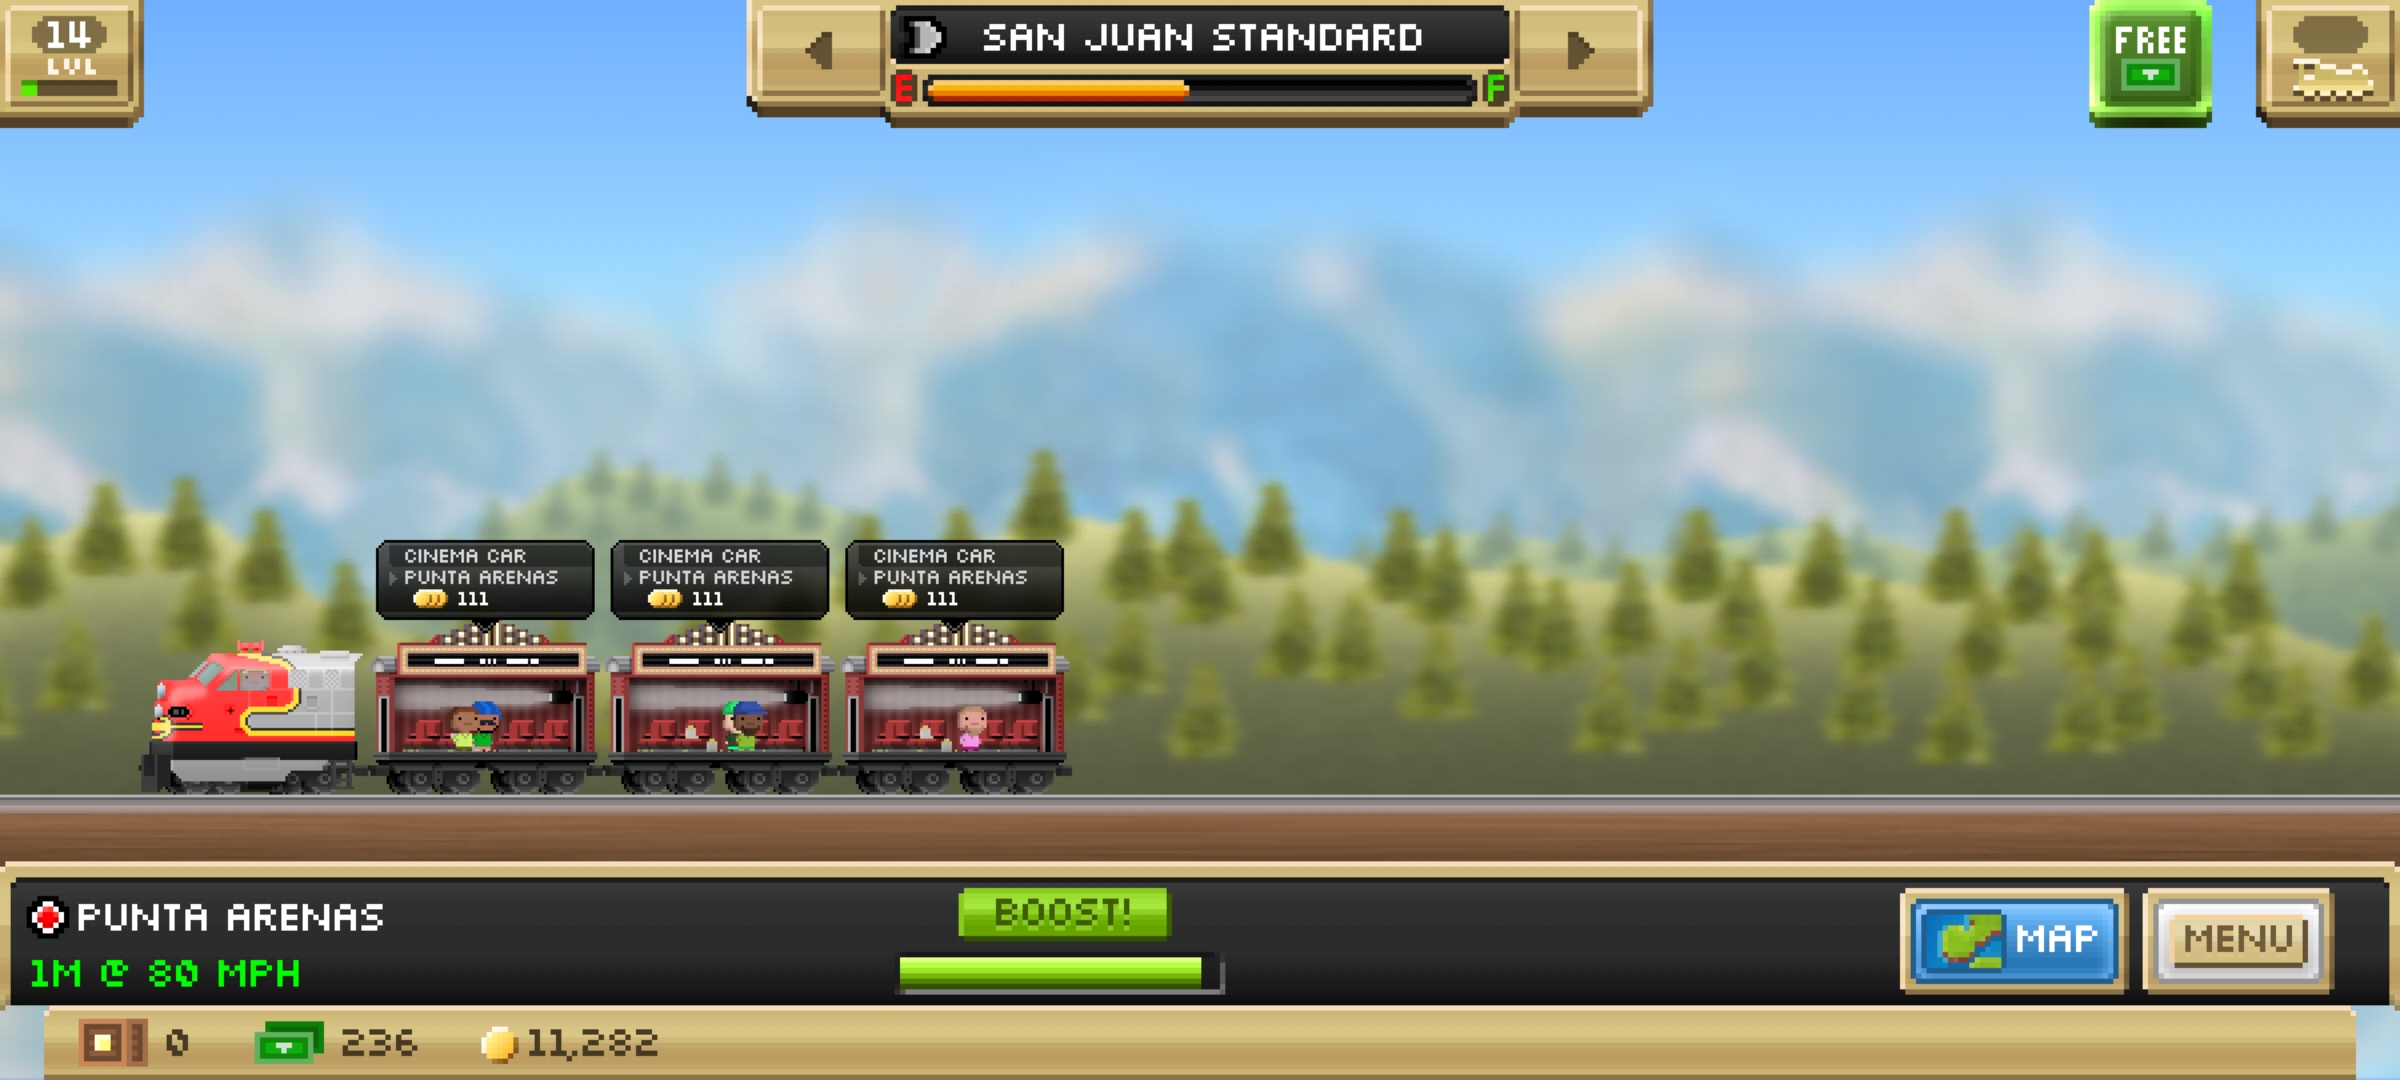 14
LVL
SAN JUAN STANDARD
E F
FREE
CINEMA CAR
PUNTA ARENAS
111
CINEMA CAR
PUNTA ARENAS
111
CINEMA CAR
PUNTA ARENAS
111
PUNTA ARENAS
1M @ 80 MPH
BOOST!
MAP
MENU
0
236
11,282